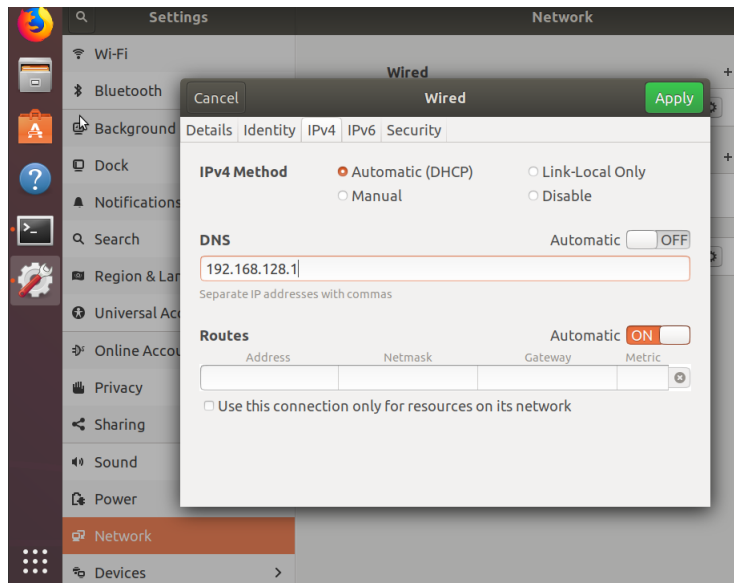 Settings
Network
Wi-Fi
Bluetooth
Background
Dock
Notifications
Search
Region & Lan
Universal Acc
Online Accou
Privacy
Sharing
Sound
Power
Network
Devices
Wired
Cancel
Wired
Apply
Details Identity IPv4 IPv6 Security
IPv4 Method
Automatic (DHCP)
Link-Local Only
Manual
Disable
DNS
Automatic OFF
192.168.128.1
Separate IP addresses with commas
Routes
Automatic ON
Address Netmask Gateway Metric
Use this connection only for resources on its network